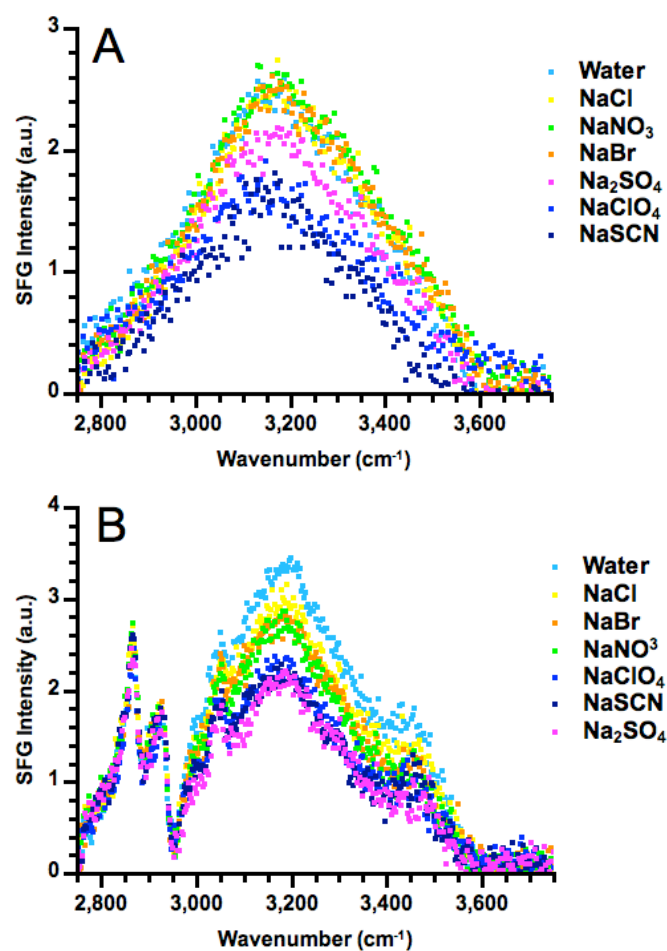 A
3
2
1
0
SFG Intensity (a.u.)
2,800 3,000 3,200 3,400 3,600
Wavenumber (cm⁻¹)
Water
NaCl
NaNO₃
NaBr
Na₂SO₄
NaClO₄
NaSCN
B
4
3
2
1
0
SFG Intensity (a.u.)
2,800 3,000 3,200 3,400 3,600
Wavenumber (cm⁻¹)
Water
NaCl
NaBr
NaNO³
NaClO₄
NaSCN
Na₂SO₄